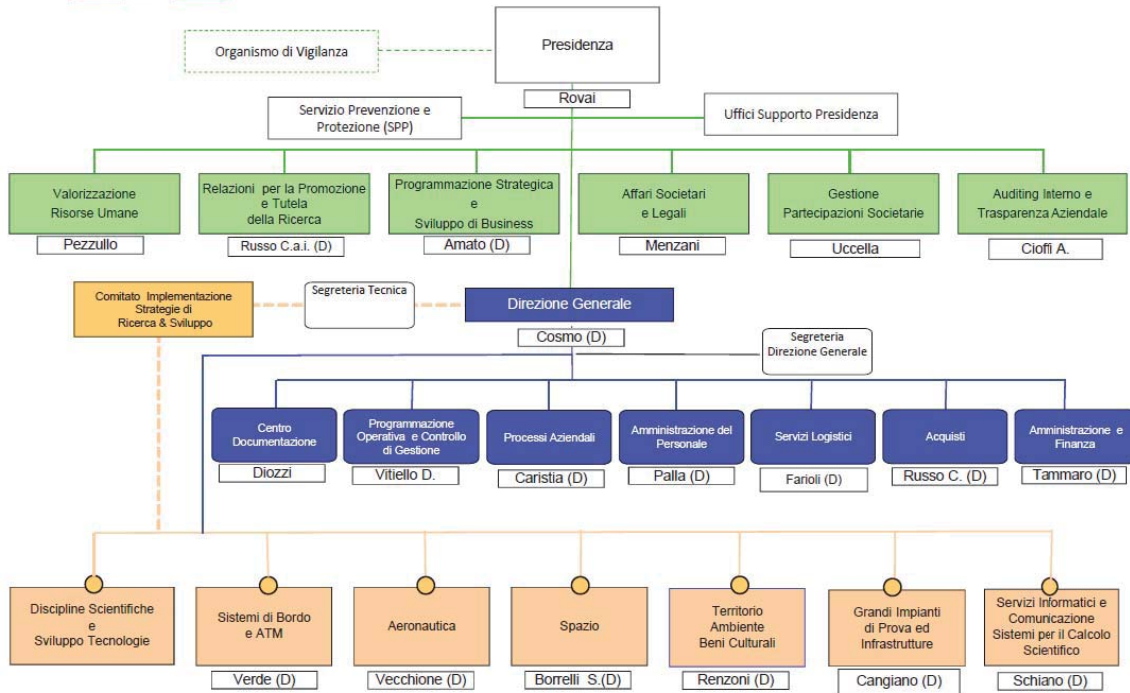 Presidenza
Organismo di Vigilanza
Rovai
Servizio Prevenzione e
Protezione (SPP)
Uffici Supporto Presidenza
Valorizzazione
Risorse Umane
Pezzullo
Relazioni per la Promozione
e Tutela
della Ricerca
Russo C.a.i. (D)
Programmazione Strategica
e
Sviluppo di Business
Amato (D)
Affari Societari
e Legali
Menzani
Gestione
Partecipazioni Societarie
Uccella
Auditing Interno e
Trasparenza Aziendale
Cioffi A.
Comitato Implementazione
Strategie di
Ricerca & Sviluppo
Segreteria Tecnica
Direzione Generale
Cosmo (D)
Segreteria
Direzione Generale
Centro
Documentazione
Diozzi
Programmazione
Operativa e Controllo
di Gestione
Vitiello D.
Processi Aziendali
Caristia (D)
Amministrazione del
Personale
Palla (D)
Servizi Logistici
Farioli (D)
Acquisti
Russo C. (D)
Amministrazione e
Finanza
Tammaro (D)
Discipline Scientifiche
e
Sviluppo Tecnologie
Sistemi di Bordo
e ATM
Verde (D)
Aeronautica
Vecchione (D)
Spazio
Borrelli S.(D)
Territorio
Ambiente
Beni Culturali
Renzoni (D)
Grandi Impianti
di Prova ed
Infrastrutture
Cangiano (D)
Servizi Informatici e
Comunicazione
Sistemi per il Calcolo
Scientifico
Schiano (D)